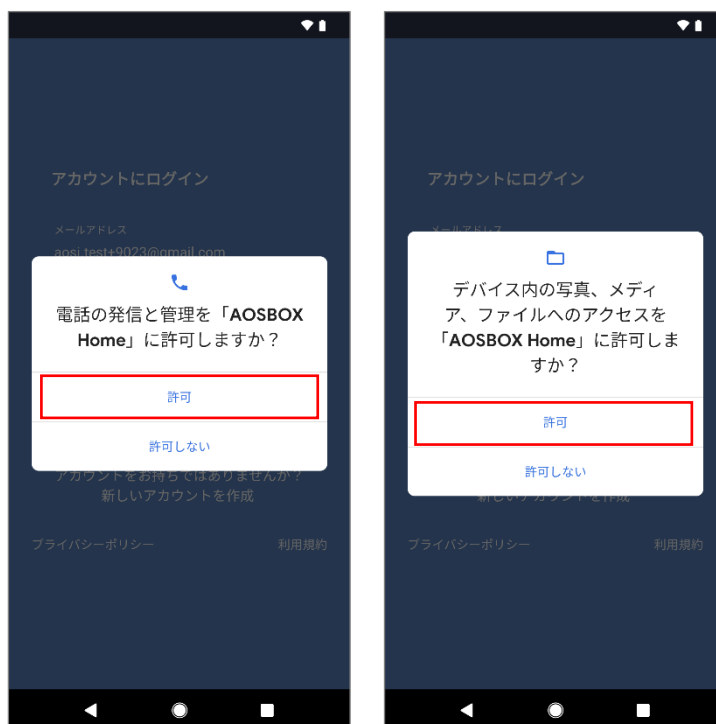 アカウントにログイン
メールアドレス
aosi.test+9023@gmail.com
電話の発信と管理を「AOSBOX
Home」に許可しますか？
許可
許可しない
アカウントをお持ちではありませんか？
新しいアカウントを作成
プライバシーポリシー
利用規約
アカウントにログイン
メールアドレス
デバイス内の写真、メディ
ア、ファイルへのアクセスを
「AOSBOX Home」に許可しま
すか？
許可
許可しない
新しいアカウントを作成
プライバシーポリシー
利用規約